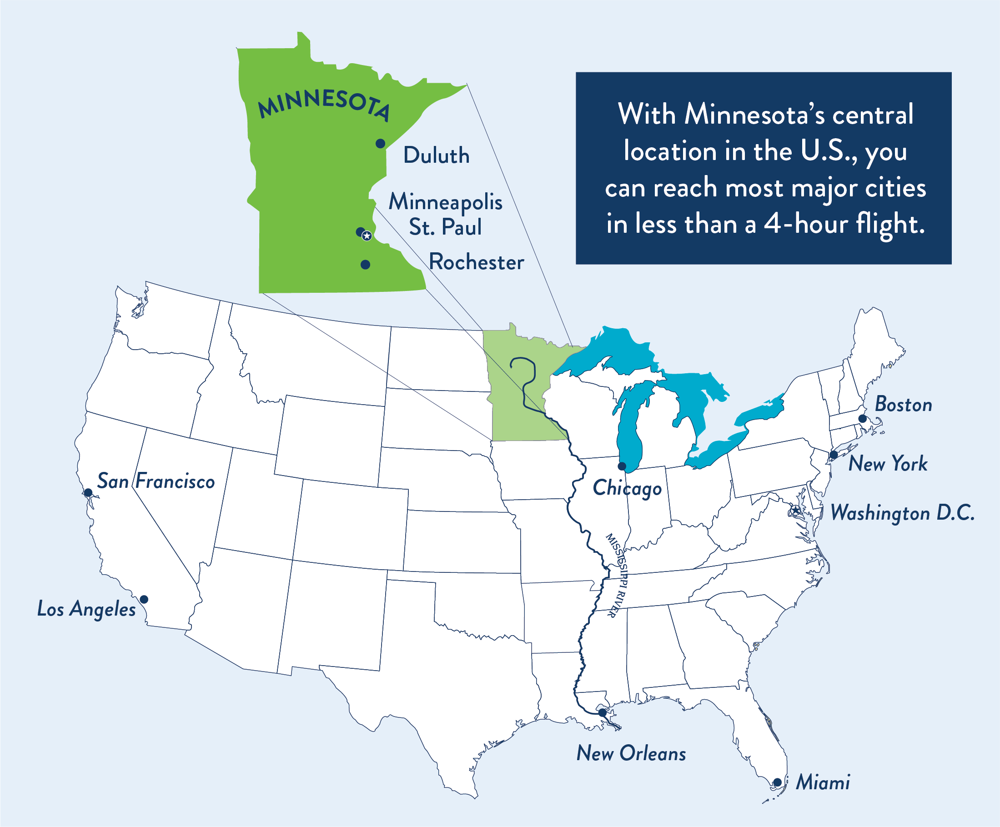 MINNESOTA
With Minnesota’s central
location in the U.S., you
can reach most major cities
in less than a 4-hour flight.
Duluth
Minneapolis
St. Paul
Rochester
Boston
New York
San Francisco
Chicago
Washington D.C.
MISSISSIPPI RIVER
Los Angeles
New Orleans
Miami